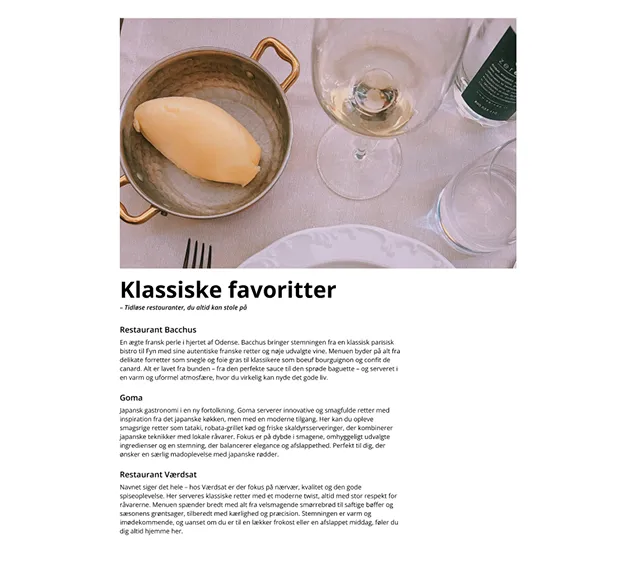 Klassiske favoritter
– Tidløse restauranter, du altid kan stole på
Restaurant Bacchus
En ægte fransk perle i hjertet af Odense. Bacchus bringer stemningen fra en klassisk parisisk
bistro til Fyn med sine autentiske franske retter og nøje udvalgte vine. Menuen byder på alt fra
delikate forretter som snegle og foie gras til klassikere som boeuf bourguignon og confit de
canard. Alt er lavet fra bunden – fra den perfekte sauce til den sprøde baguette – og serveret i
en varm og uformel atmosfære, hvor du virkelig kan nyde det gode liv.
Goma
Japansk gastronomi i en ny fortolkning. Goma serverer innovative og smagfulde retter med
inspiration fra det japanske køkken, men med en moderne tilgang. Her kan du opleve
smagsrige retter som tataki, robata-grillet kød og friske skaldyrsserveringer, der kombinerer
japanske teknikker med lokale råvarer. Fokus er på dybde i smagene, omhyggeligt udvalgte
ingredienser og en stemning, der balancerer elegance og afslappethed. Perfekt til dig, der
ønsker en særlig madoplevelse med japanske rødder.
Restaurant Værdsat
Navnet siger det hele – hos Værdsat er der fokus på nærvær, kvalitet og den gode
spiseoplevelse. Her serveres klassiske retter med et moderne twist, altid med stor respekt for
råvarerne. Menuen spænder bredt med alt fra velsmagende smørrebrød til saftige bøffer og
sæsonens grøntsager, tilberedt med kærlighed og præcision. Stemningen er varm og
imødekommende, og uanset om du er til en lækker frokost eller en afslappet middag, føler du
dig altid hjemme her.